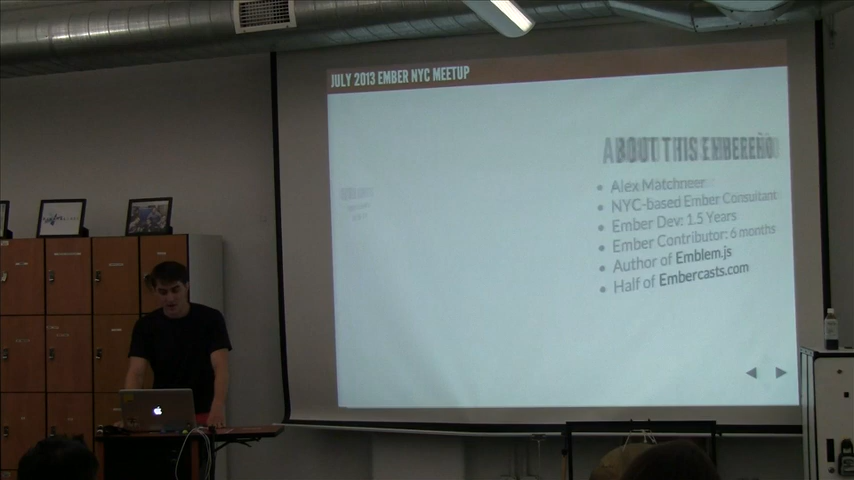 JULY 2013 EMBER NYC MEETUP
ABOUT THIS EMBEREÑO
• Alex Matchneer
• NYC-based Ember Consultant
• Ember Dev: 1.5 Years
• Ember Contributor: 6 months
• Author of Emblem.js
• Half of Embercasts.com